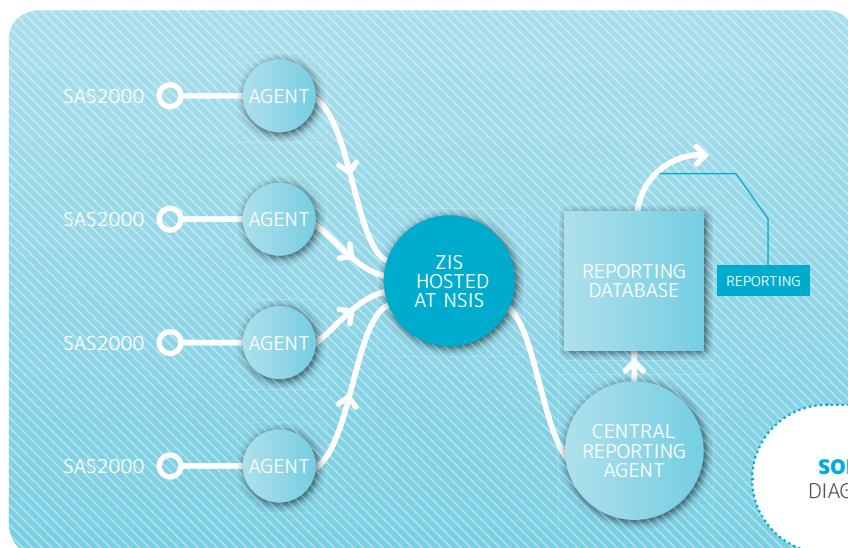 SAS2000
AGENT
SAS2000
AGENT
SAS2000
AGENT
SAS2000
AGENT
ZIS
HOSTED
AT NSIS
REPORTING
DATABASE
REPORTING
CENTRAL
REPORTING
AGENT